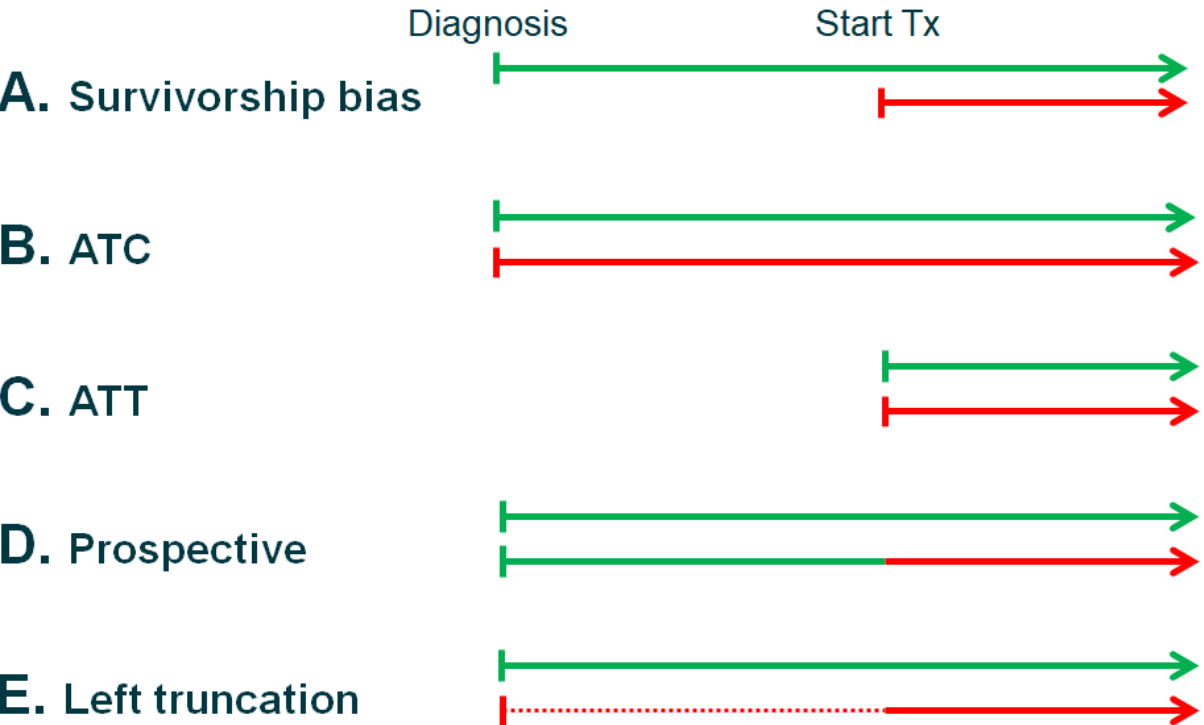 Diagnosis Start Tx
A. Survivorship bias
B. ATC
C. ATT
D. Prospective
E. Left truncation